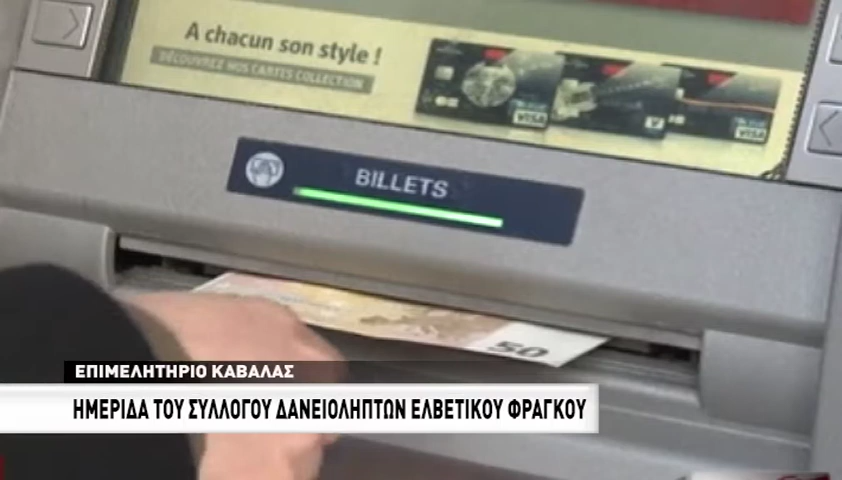 A chacun son style !
DÉCOUVREZ NOS CARTES COLLECTION
VISA
VISA
BILLETS
50
ΕΠΙΜΕΛΗΤΗΡΙΟ ΚΑΒΑΛΑΣ
ΗΜΕΡΙΔΑ ΤΟΥ ΣΥΛΛΟΓΟΥ ΔΑΝΕΙΟΛΗΠΤΩΝ ΕΛΒΕΤΙΚΟΥ ΦΡΑΓΚΟΥ